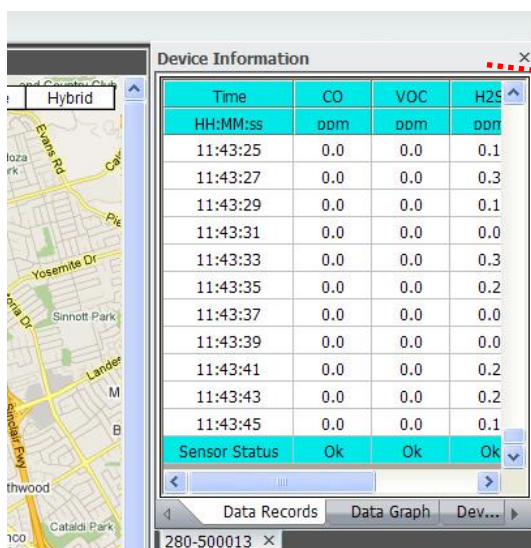 Device Information ×
Hybrid
Evans Rd
Yosemite Dr
Sinnott Park
Sinclair Fwy
Cataldi Park
Time CO VOC H2S
HH:MM:ss ppm ppm ppm
11:43:25 0.0 0.0 0.1
11:43:27 0.0 0.0 0.3
11:43:29 0.0 0.0 0.1
11:43:31 0.0 0.0 0.0
11:43:33 0.0 0.0 0.3
11:43:35 0.0 0.0 0.2
11:43:37 0.0 0.0 0.0
11:43:39 0.0 0.0 0.0
11:43:41 0.0 0.0 0.2
11:43:43 0.0 0.0 0.2
11:43:45 0.0 0.0 0.1
Sensor Status Ok Ok Ok
Data Records Data Graph Dev...
280-500013 ×